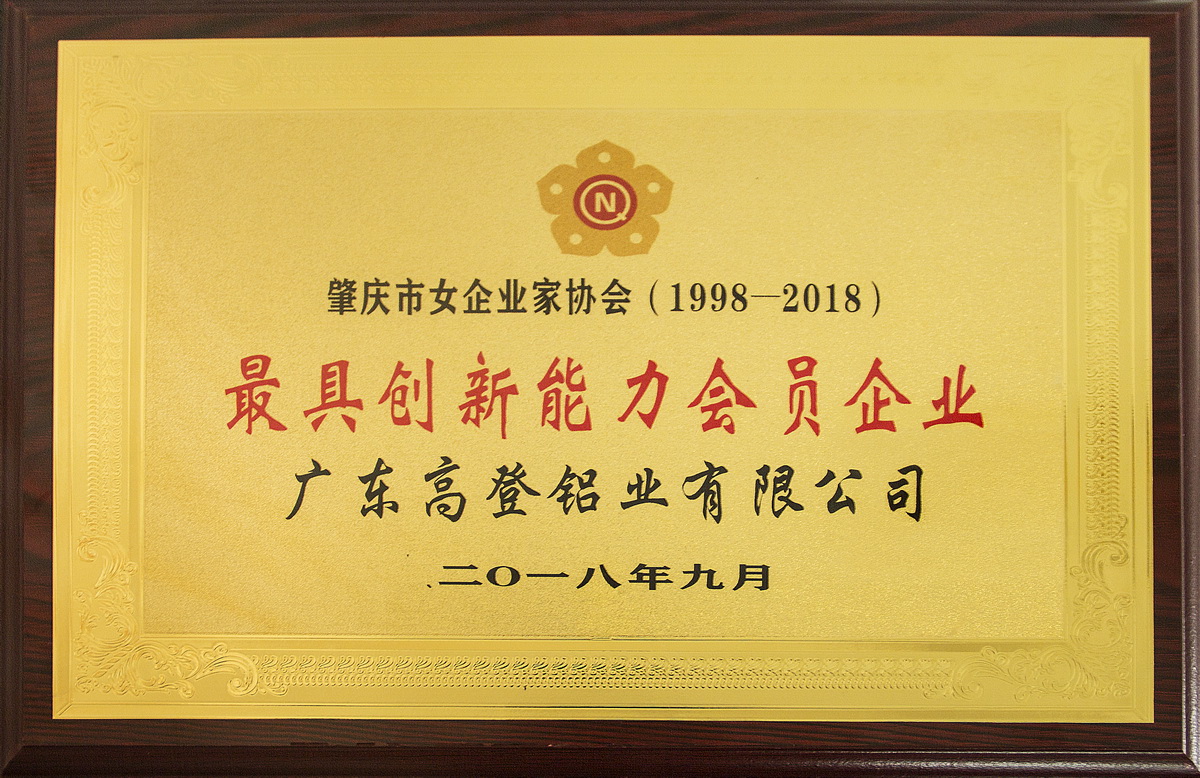 N
肇庆市女企业家协会（1998—2018）
最具创新能力会员企业
广东高登铝业有限公司
二〇一八年九月